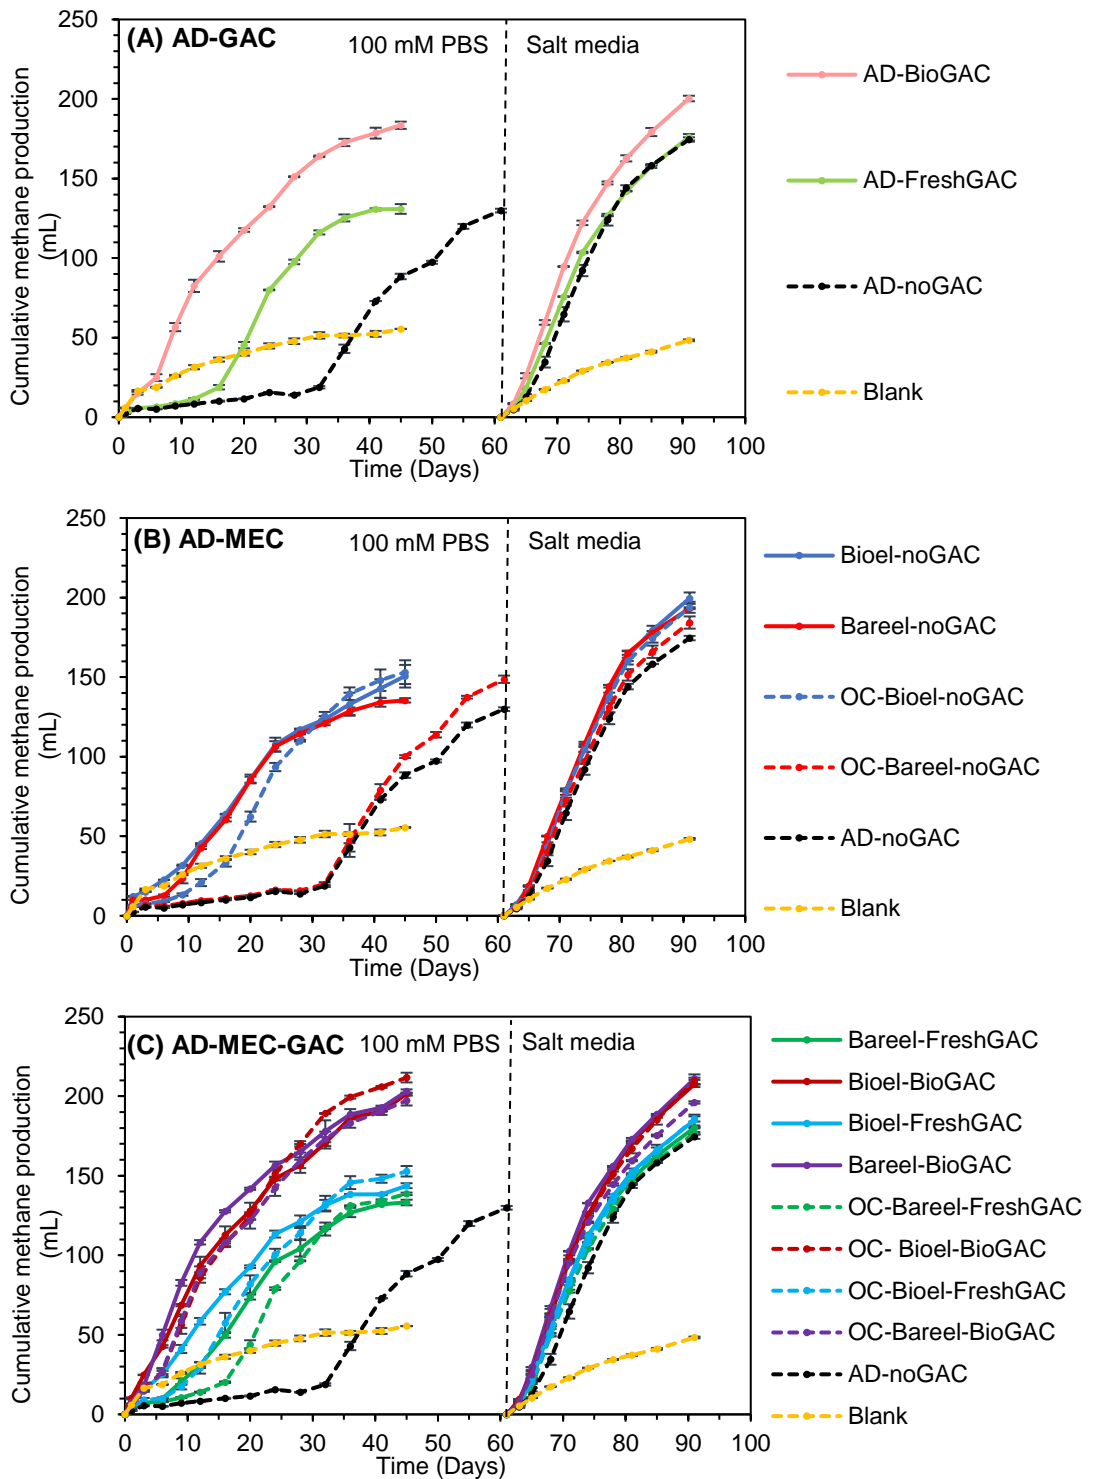 (A) AD-GAC
100 mM PBS
Salt media
Cumulative methane production
(mL)
250
200
150
100
50
0
0 10 20 30 40 50 60 70 80 90 100
Time (Days)
AD-BioGAC
AD-FreshGAC
AD-noGAC
Blank
(B) AD-MEC
100 mM PBS
Salt media
Cumulative methane production
(mL)
250
200
150
100
50
0
0 10 20 30 40 50 60 70 80 90 100
Time (Days)
Bioel-noGAC
Bareel-noGAC
OC-Bioel-noGAC
OC-Bareel-noGAC
AD-noGAC
Blank
(C) AD-MEC-GAC
100 mM PBS
Salt media
Cumulative methane production
(mL)
250
200
150
100
50
0
0 10 20 30 40 50 60 70 80 90 100
Time (Days)
Bareel-FreshGAC
Bioel-BioGAC
Bioel-FreshGAC
Bareel-BioGAC
OC-Bareel-FreshGAC
OC- Bioel-BioGAC
OC-Bioel-FreshGAC
OC-Bareel-BioGAC
AD-noGAC
Blank